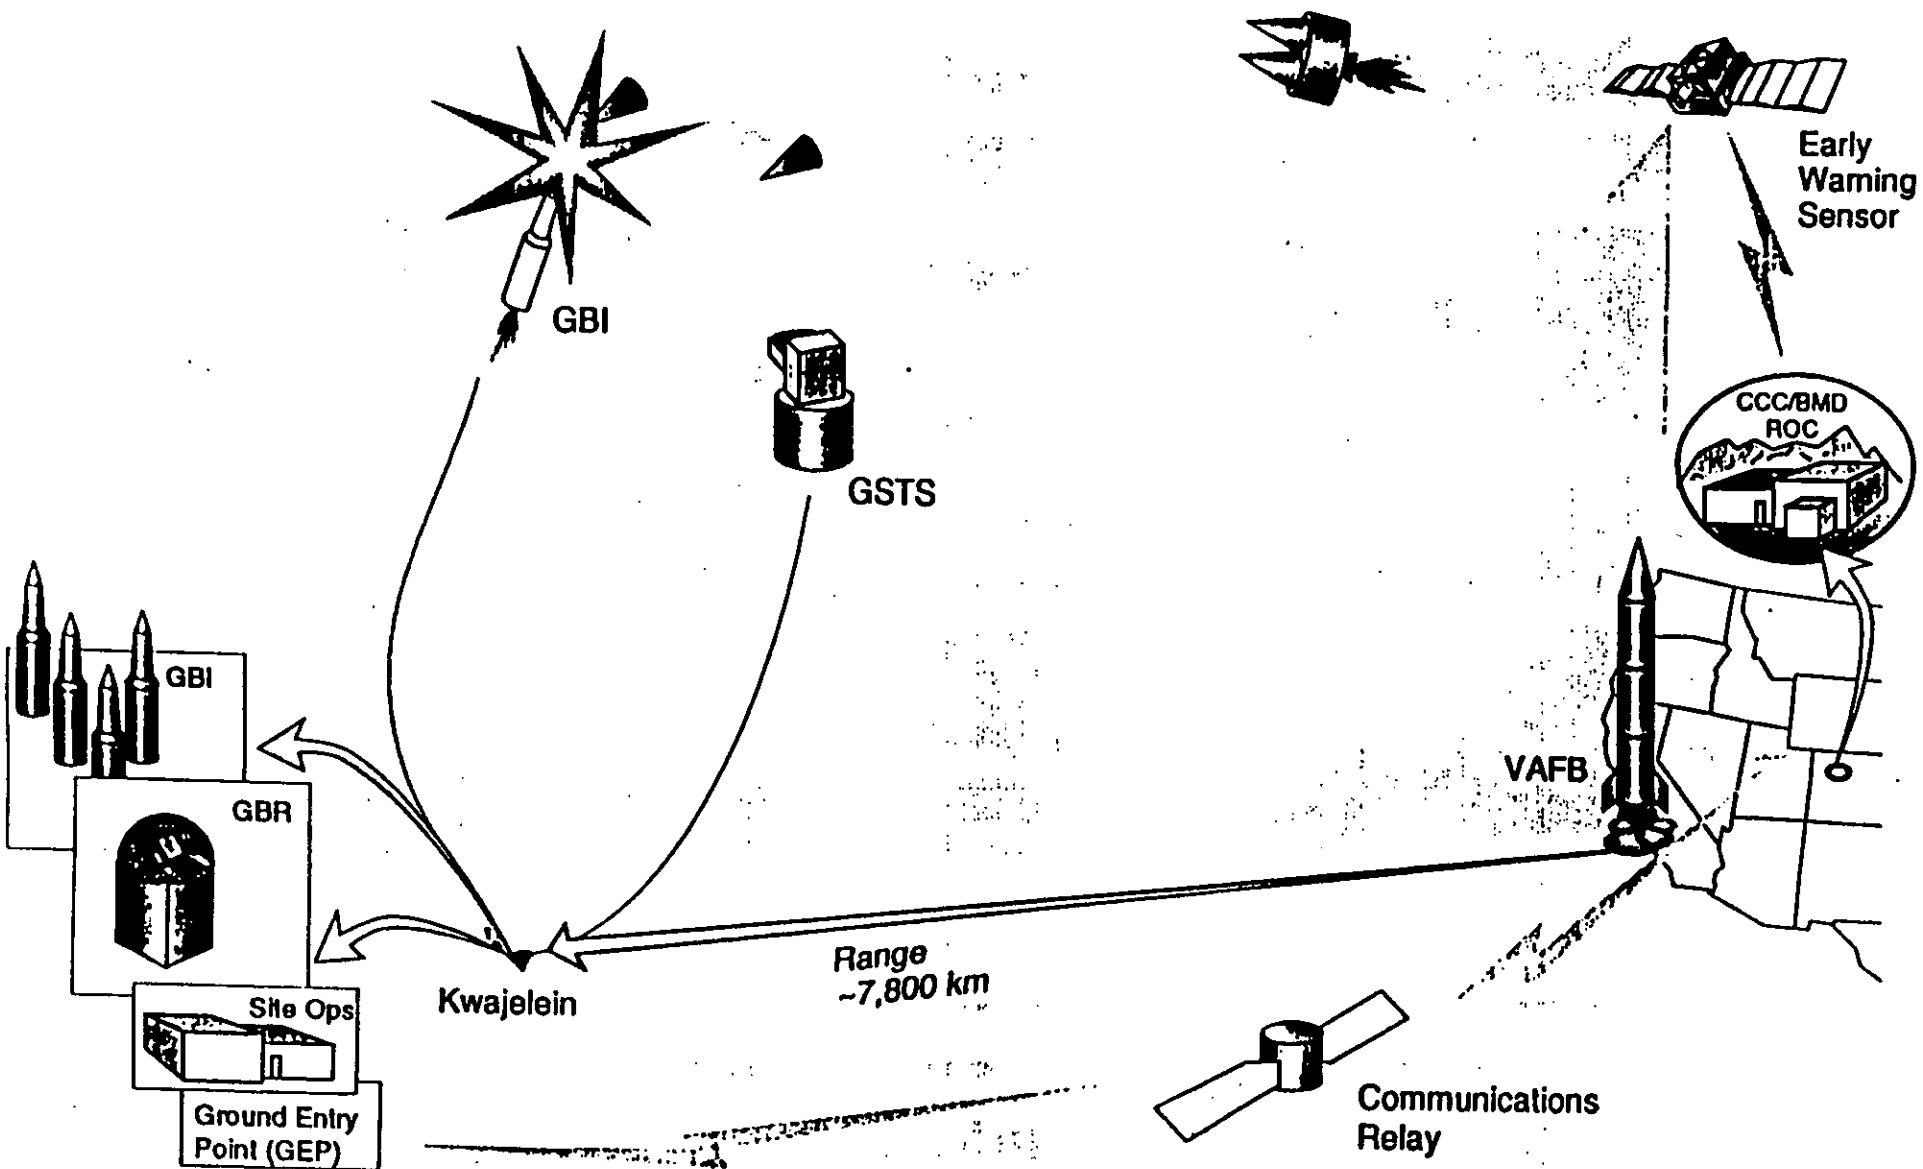 Early
Warning
Sensor
GBI
CCC/BMD
ROC
GSTS
GBI
VAFB
GBR
Range
~7,800 km
Kwajelein
Site Ops
Ground Entry
Point (GEP)
Communications
Relay